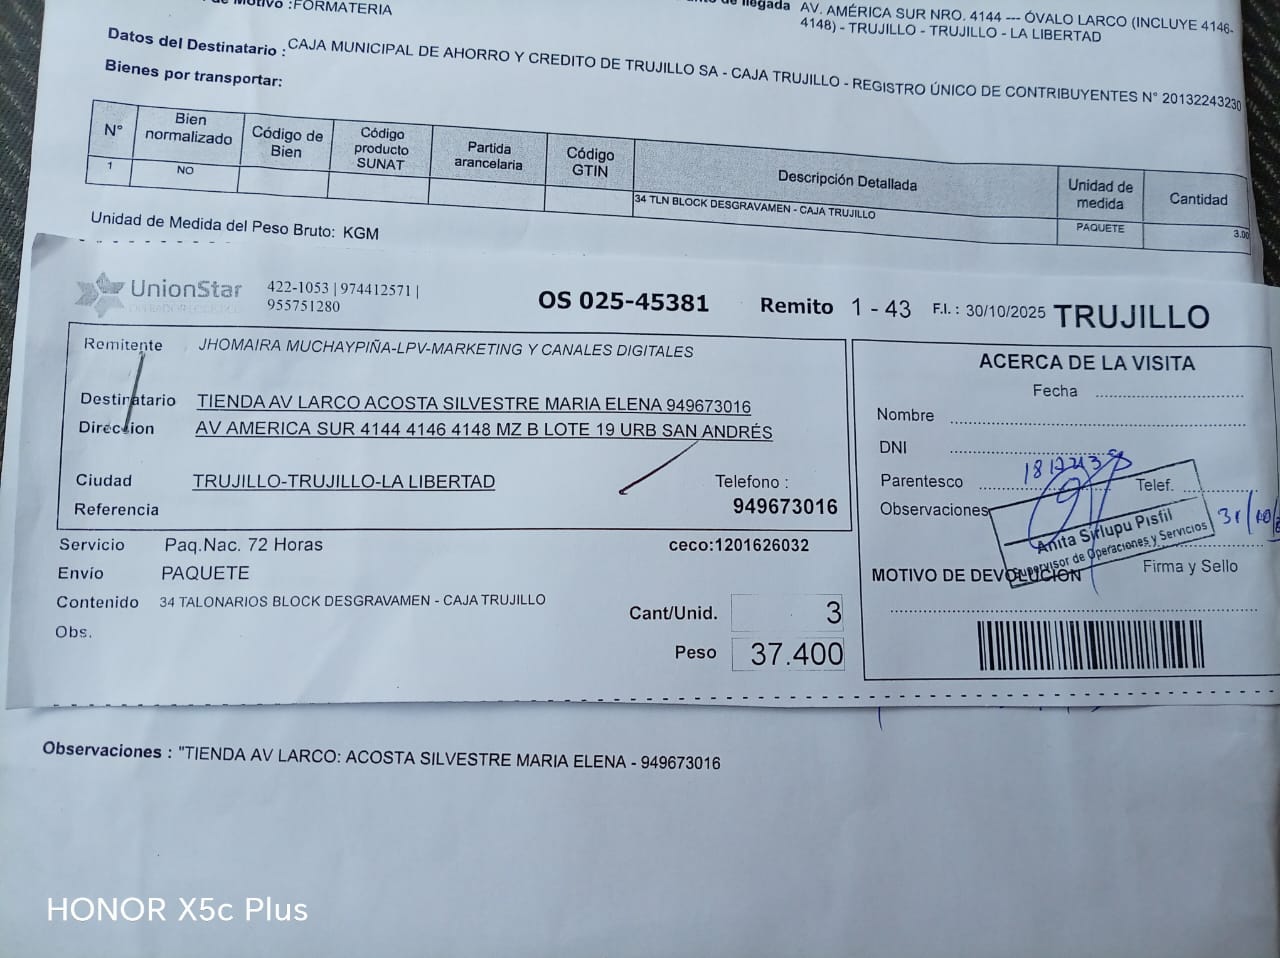 Motivo :FORMATERIA
llegada AV. AMÉRICA SUR NRO. 4144 --- ÓVALO LARCO (INCLUYE 4146-
4148) - TRUJILLO - TRUJILLO - LA LIBERTAD
Datos del Destinatario : CAJA MUNICIPAL DE AHORRO Y CREDITO DE TRUJILLO SA - CAJA TRUJILLO - REGISTRO ÚNICO DE CONTRIBUYENTES N° 20132243230
Bienes por transportar:
N° Bien normalizado Código de Bien Código producto SUNAT Partida arancelaria Código GTIN Descripción Detallada Unidad de medida Cantidad
1 NO 34 TLN BLOCK DESGRAVAMEN - CAJA TRUJILLO PAQUETE 3.00
Unidad de Medida del Peso Bruto: KGM
UnionStar 422-1053 | 974412571 |
955751280
OS 025-45381 Remito 1 - 43 F.I. : 30/10/2025 TRUJILLO
Remitente JHOMAIRA MUCHAYPIÑA-LPV-MARKETING Y CANALES DIGITALES
Destinatario TIENDA AV LARCO ACOSTA SILVESTRE MARIA ELENA 949673016
Direccion AV AMERICA SUR 4144 4146 4148 MZ B LOTE 19 URB SAN ANDRÉS
Ciudad TRUJILLO-TRUJILLO-LA LIBERTAD Telefono :
Referencia 949673016
Servicio Paq.Nac. 72 Horas ceco:1201626032
Envío PAQUETE
Contenido 34 TALONARIOS BLOCK DESGRAVAMEN - CAJA TRUJILLO
Obs.
Cant/Unid. 3
Peso 37.400
ACERCA DE LA VISITA
Fecha
Nombre
DNI
Parentesco Telef.
Observaciones
Anita Sirlupu Pisfil
Supervisor de Operaciones y Servicios
MOTIVO DE DEVOLUCION Firma y Sello
Observaciones : "TIENDA AV LARCO: ACOSTA SILVESTRE MARIA ELENA - 949673016
HONOR X5c Plus